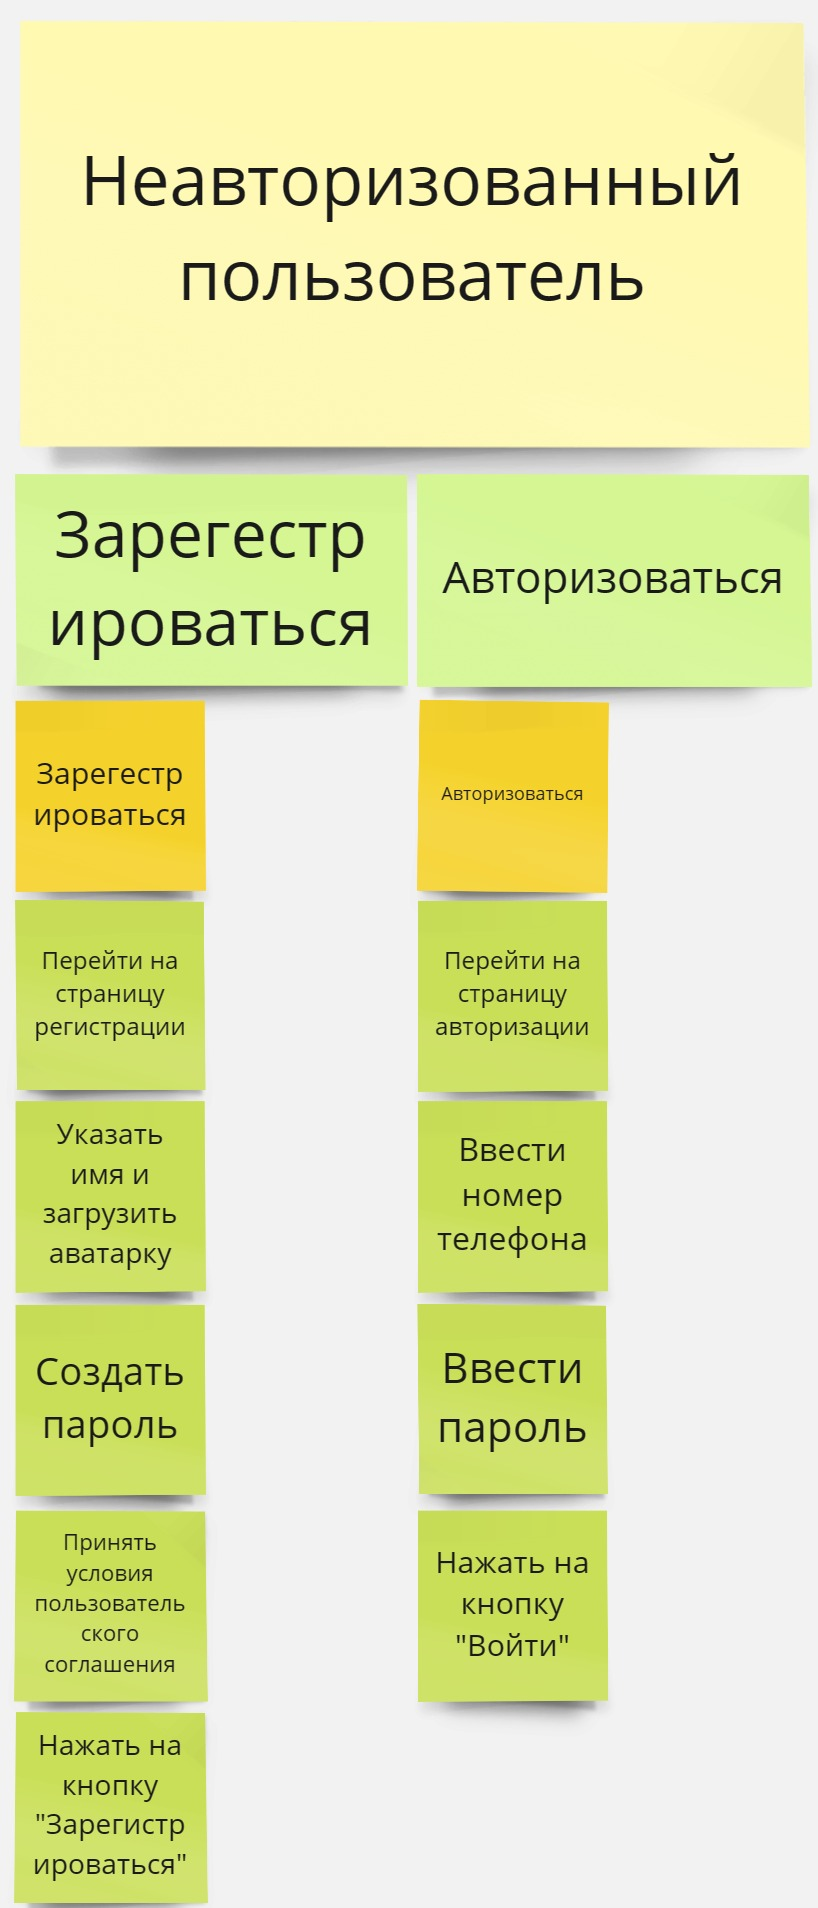 Неавторизованный
пользователь
Зарегестр
ироваться
Авторизоваться
Зарегестр
ироваться
Авторизоваться
Перейти на
страницу
регистрации
Перейти на
страницу
авторизации
Указать
имя и
загрузить
аватарку
Ввести
номер
телефона
Создать
пароль
Ввести
пароль
Принять
условия
пользователь
ского
соглашения
Нажать на
кнопку
"Войти"
Нажать на
кнопку
"Зарегистр
ироваться"